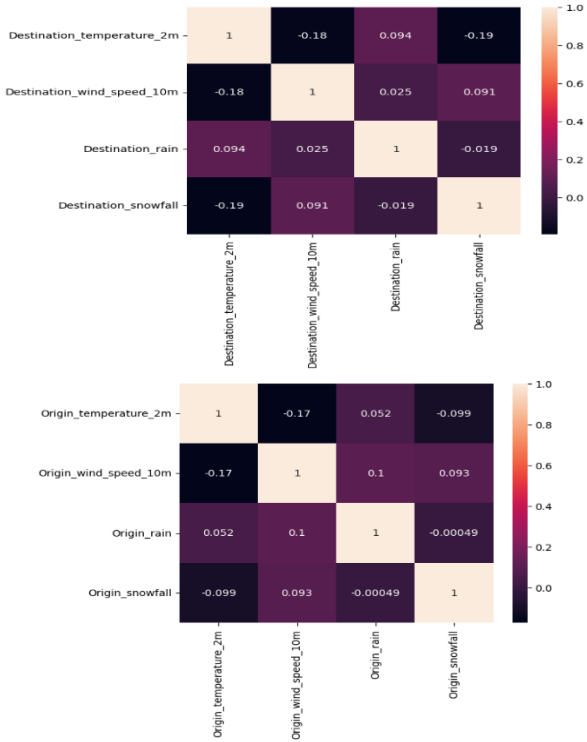 Destination_temperature_2m 1 -0.18 0.094 -0.19
Destination_wind_speed_10m -0.18 1 0.025 0.091
Destination_rain 0.094 0.025 1 -0.019
Destination_snowfall -0.19 0.091 -0.019 1
Destination_temperature_2m
Destination_wind_speed_10m
Destination_rain
Destination_snowfall
1.0
0.8
0.6
0.4
0.2
0.0
Origin_temperature_2m 1 -0.17 0.052 -0.099
Origin_wind_speed_10m -0.17 1 0.1 0.093
Origin_rain 0.052 0.1 1 -0.00049
Origin_snowfall -0.099 0.093 -0.00049 1
Origin_temperature_2m
Origin_wind_speed_10m
Origin_rain
Origin_snowfall
1.0
0.8
0.6
0.4
0.2
0.0